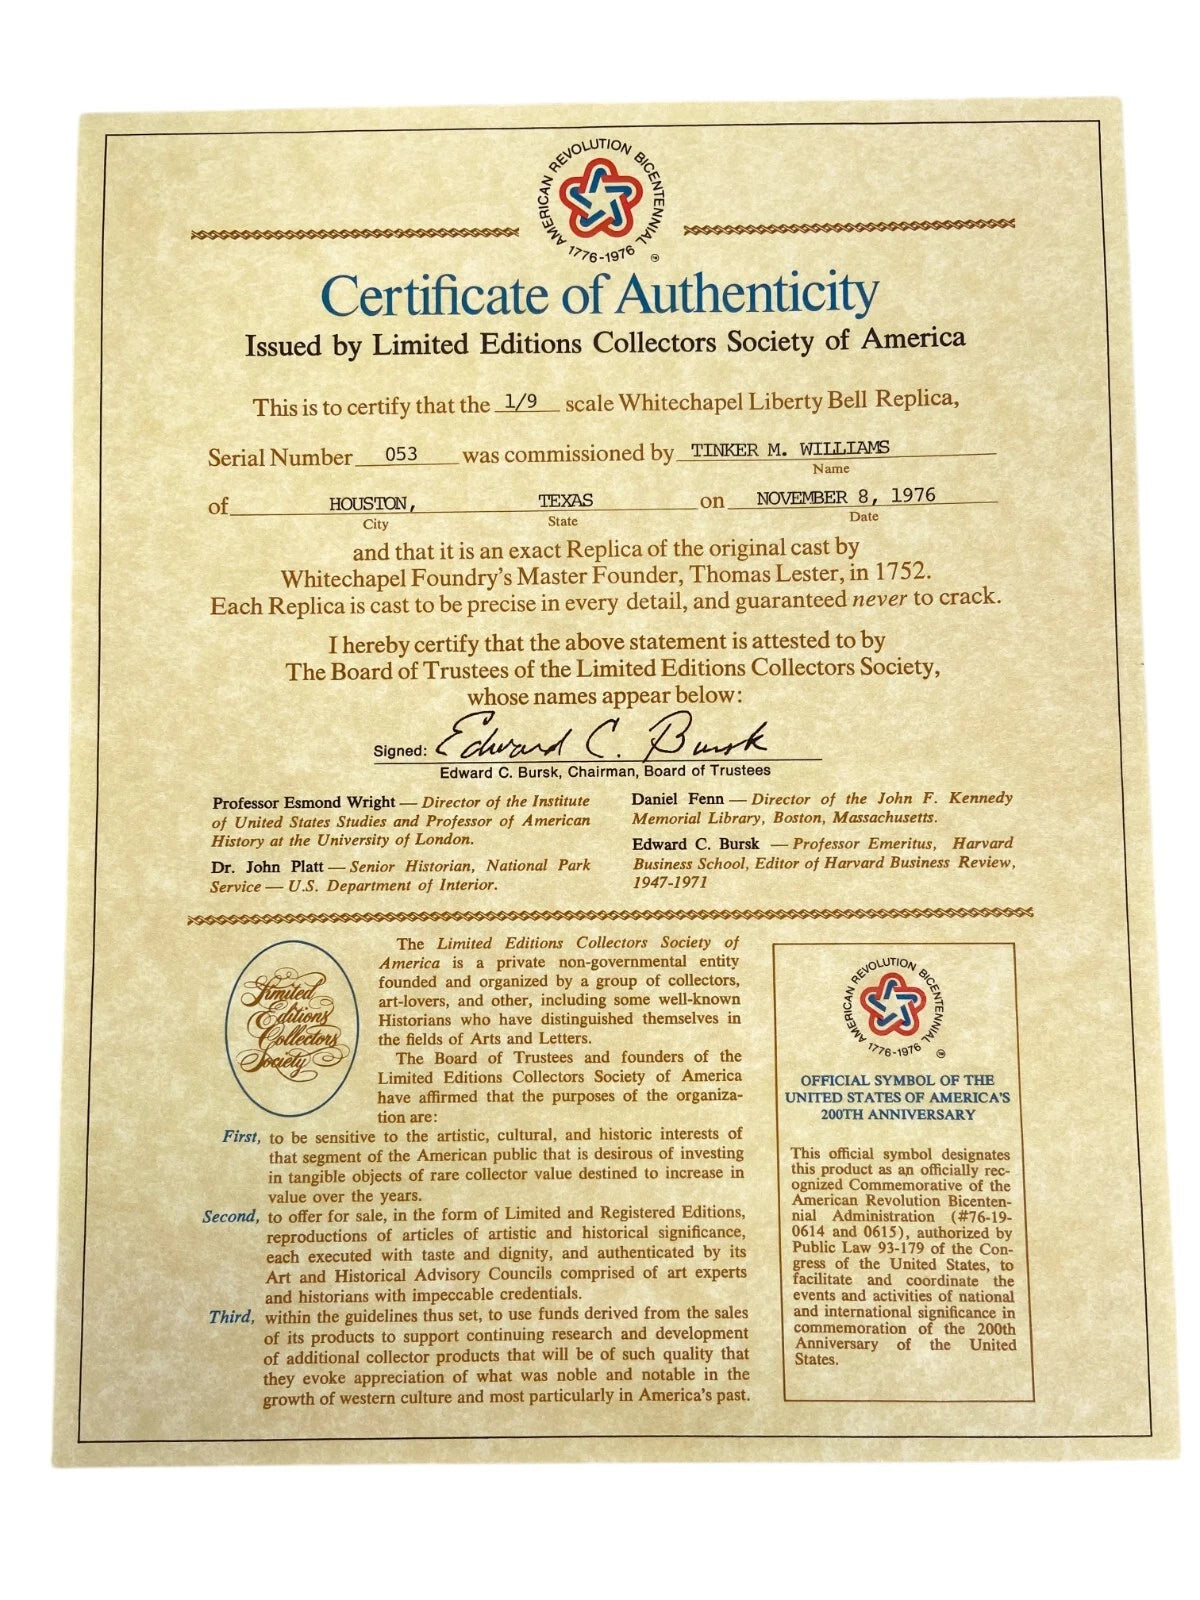 AMERICAN REVOLUTION BICENTENNIAL
1776-1976
Certificate of Authenticity
Issued by Limited Editions Collectors Society of America
This is to certify that the 1/9 scale Whitechapel Liberty Bell Replica,
Serial Number 053 was commissioned by TINKER M. WILLIAMS
Name
of HOUSTON, TEXAS on NOVEMBER 8, 1976
City State Date
and that it is an exact Replica of the original cast by
Whitechapel Foundry's Master Founder, Thomas Lester, in 1752.
Each Replica is cast to be precise in every detail, and guaranteed never to crack.
I hereby certify that the above statement is attested to by
The Board of Trustees of the Limited Editions Collectors Society,
whose names appear below:
Signed: Edward C. Bursk
Edward C. Bursk, Chairman, Board of Trustees
Professor Esmond Wright — Director of the Institute
of United States Studies and Professor of American
History at the University of London.
Dr. John Platt — Senior Historian, National Park
Service — U.S. Department of Interior.
Daniel Fenn — Director of the John F. Kennedy
Memorial Library, Boston, Massachusetts.
Edward C. Bursk — Professor Emeritus, Harvard
Business School, Editor of Harvard Business Review,
1947-1971
Limited
Editions
Collectors
Society
The Limited Editions Collectors Society of
America is a private non-governmental entity
founded and organized by a group of collectors,
art-lovers, and other, including some well-known
Historians who have distinguished themselves in
the fields of Arts and Letters.
The Board of Trustees and founders of the
Limited Editions Collectors Society of America
have affirmed that the purposes of the organiza-
tion are:
First, to be sensitive to the artistic, cultural, and historic interests of
that segment of the American public that is desirous of investing
in tangible objects of rare collector value destined to increase in
value over the years.
Second, to offer for sale, in the form of Limited and Registered Editions,
reproductions of articles of artistic and historical significance,
each executed with taste and dignity, and authenticated by its
Art and Historical Advisory Councils comprised of art experts
and historians with impeccable credentials.
Third, within the guidelines thus set, to use funds derived from the sales
of its products to support continuing research and development
of additional collector products that will be of such quality that
they evoke appreciation of what was noble and notable in the
growth of western culture and most particularly in America's past.
AMERICAN REVOLUTION BICENTENNIAL
1776-1976
OFFICIAL SYMBOL OF THE
UNITED STATES OF AMERICA'S
200TH ANNIVERSARY
This official symbol designates
this product as an officially rec-
ognized Commemorative of the
American Revolution Bicenten-
nial Administration (#76-19-
0614 and 0615), authorized by
Public Law 93-179 of the Con-
gress of the United States, to
facilitate and coordinate the
events and activities of national
and international significance in
commemoration of the 200th
Anniversary of the United
States.